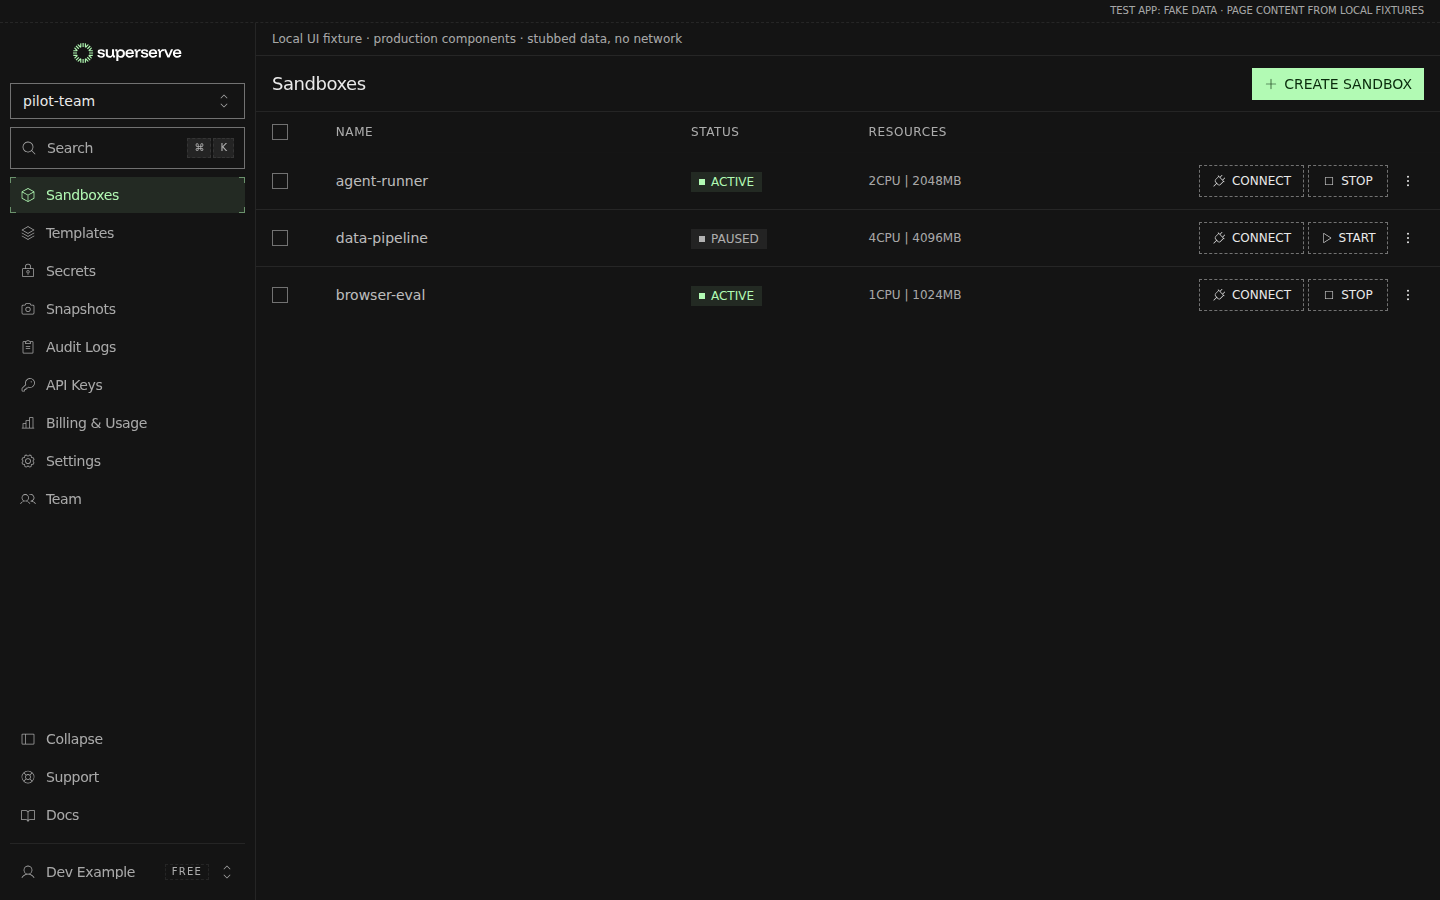 TEST APP: FAKE DATA · PAGE CONTENT FROM LOCAL FIXTURES
superserve
pilot-team
Search ⌘ K
Sandboxes
Templates
Secrets
Snapshots
Audit Logs
API Keys
Billing & Usage
Settings
Team
Collapse
Support
Docs
Dev Example FREE
Local UI fixture · production components · stubbed data, no network
Sandboxes
CREATE SANDBOX
NAME STATUS RESOURCES
agent-runner ACTIVE 2CPU | 2048MB CONNECT STOP
data-pipeline PAUSED 4CPU | 4096MB CONNECT START
browser-eval ACTIVE 1CPU | 1024MB CONNECT STOP